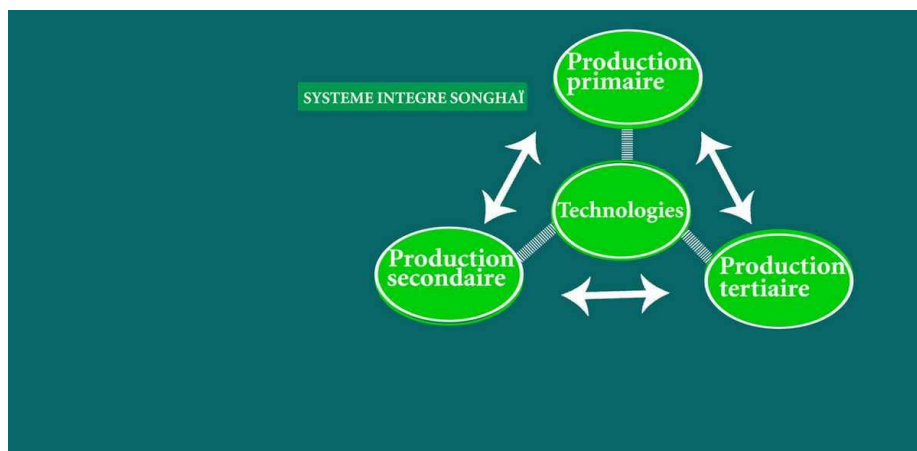 Production
primaire
SYSTEME INTEGRE SONGHAÏ
Technologies
Production
secondaire
Production
tertiaire